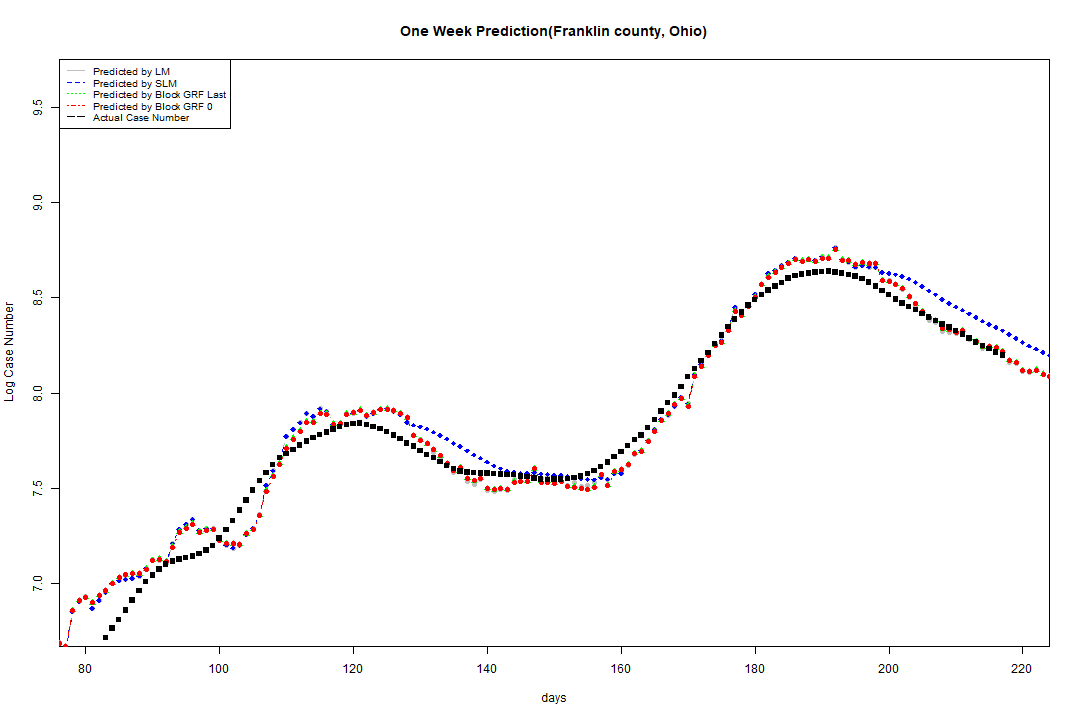 One Week Prediction(Franklin county, Ohio)
Predicted by LM
Predicted by SLM
Predicted by Block GRF Last
Predicted by Block GRF 0
Actual Case Number
9.5
9.0
8.5
8.0
7.5
7.0
Log Case Number
80 100 120 140 160 180 200 220
days